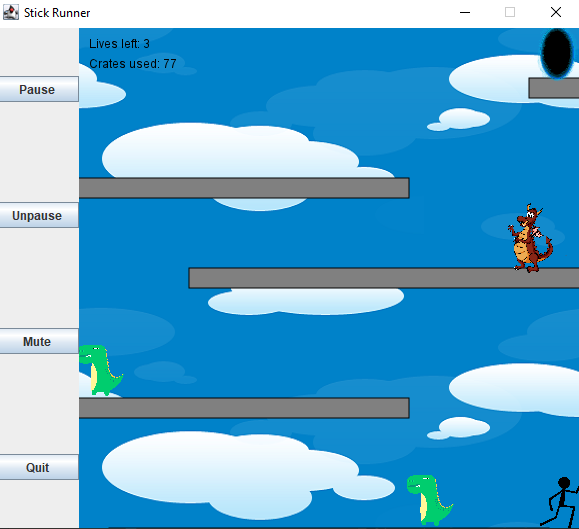 Stick Runner
Lives left: 3
Crates used: 77
Pause
Unpause
Mute
Quit